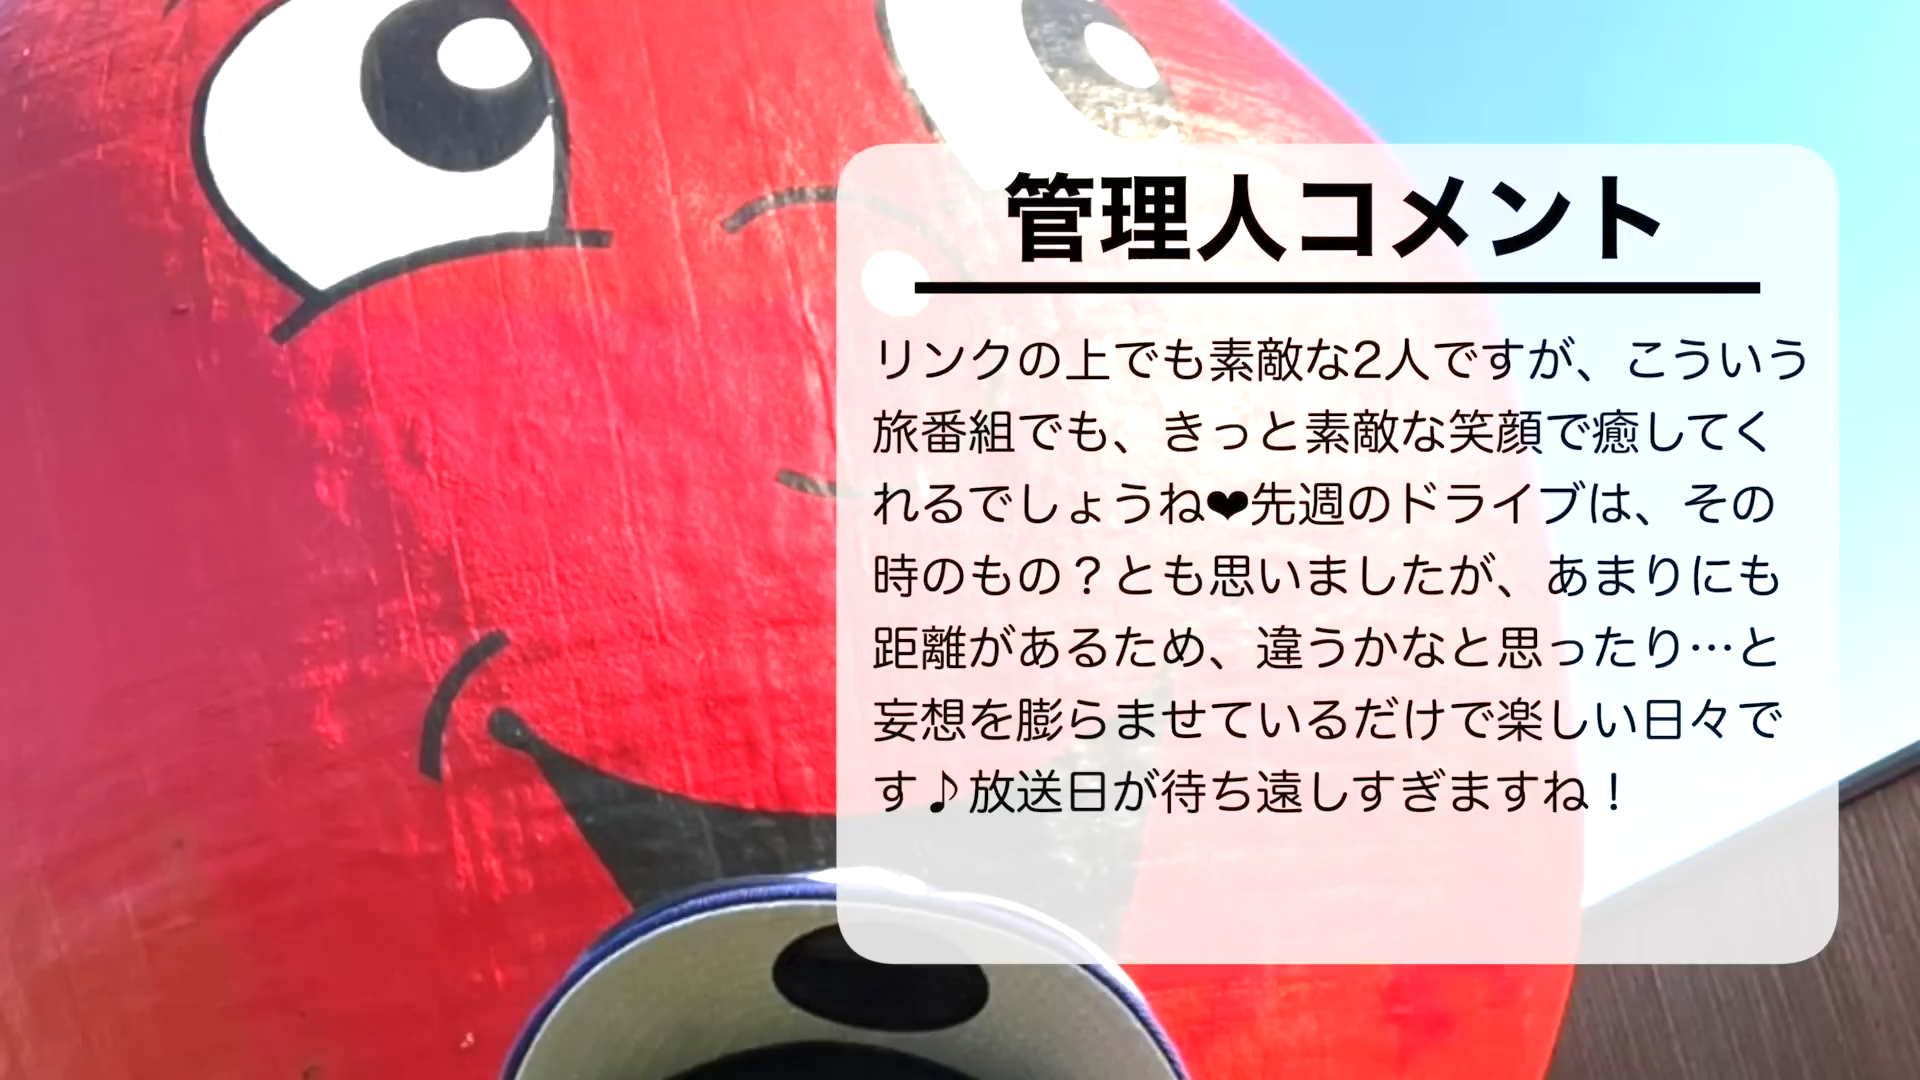 管理人コメント
リンクの上でも素敵な2人ですが、こういう
旅番組でも、きっと素敵な笑顔で癒してく
れるでしょうね❤先週のドライブは、その
時のもの？とも思いましたが、あまりにも
距離があるため、違うかなと思ったり…と
妄想を膨らませているだけで楽しい日々で
す♪放送日が待ち遠しすぎますね！